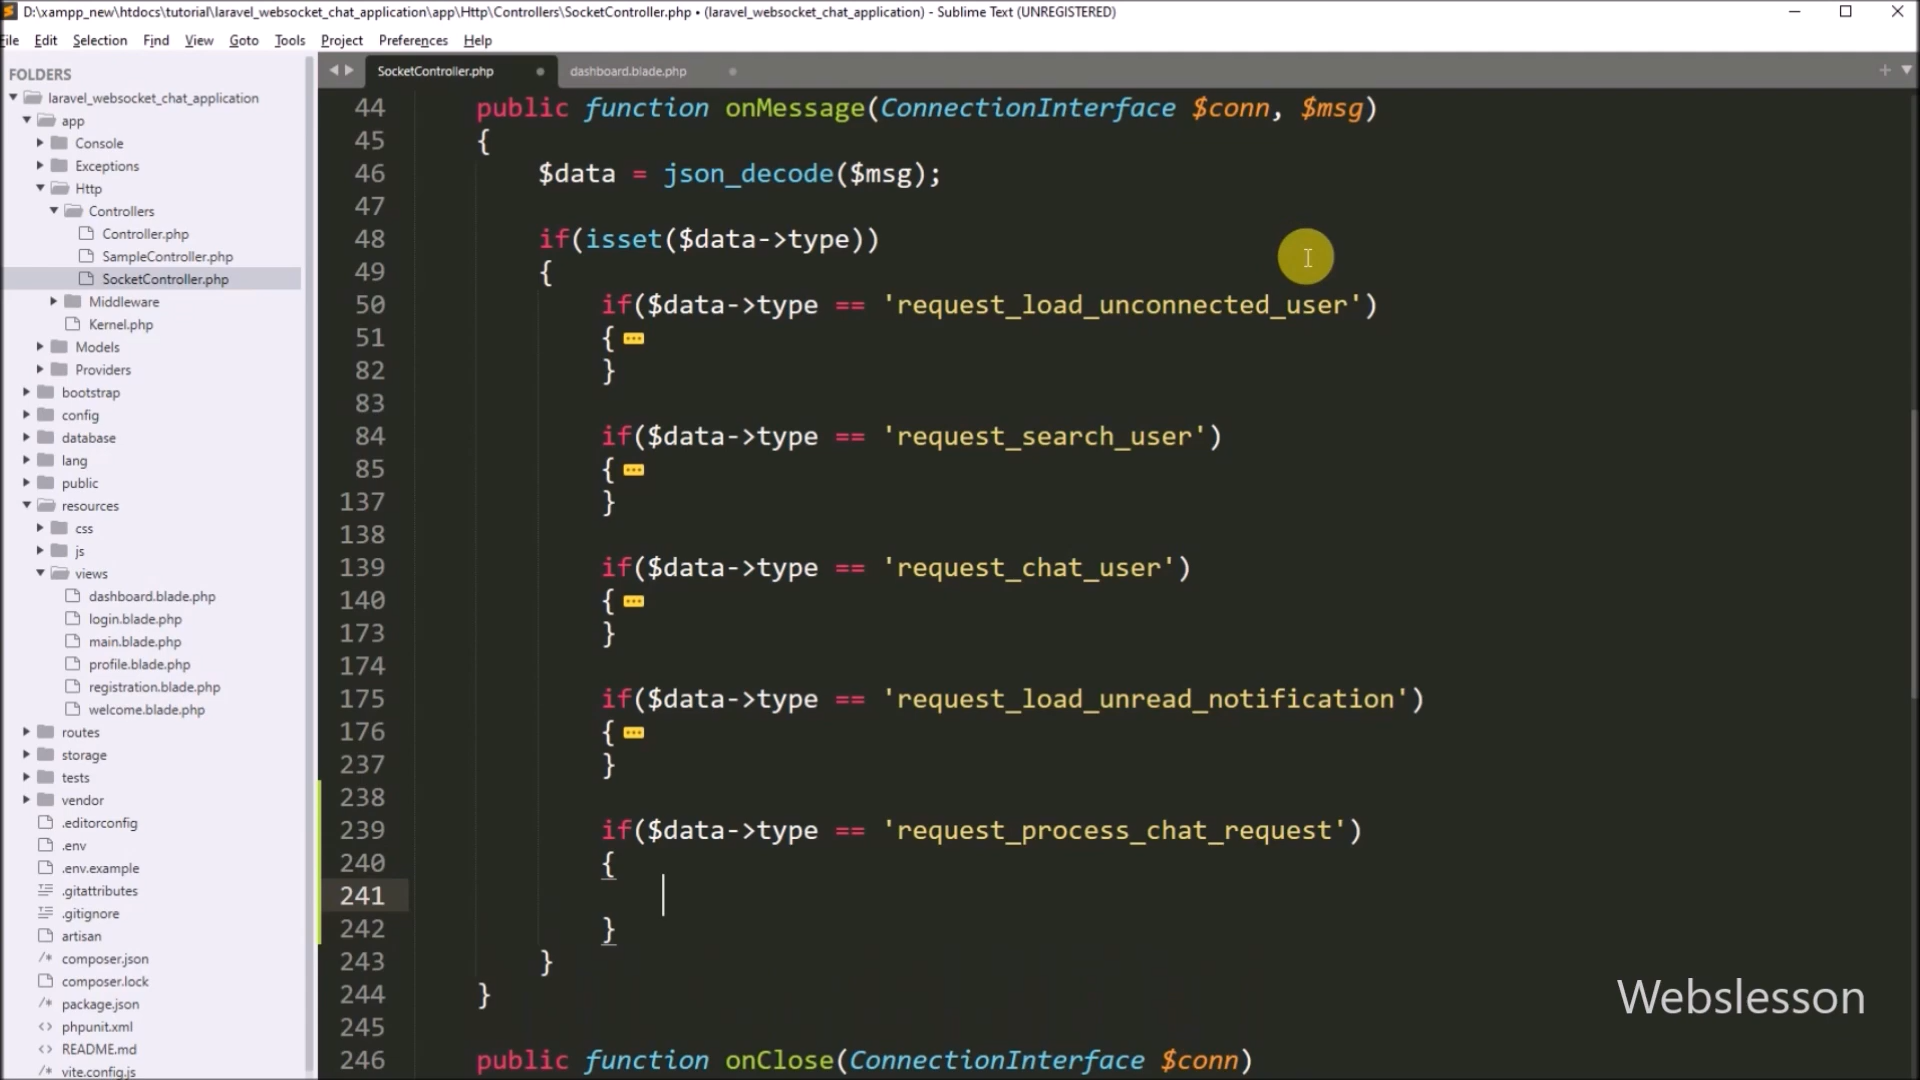 D:\xampp_new\htdocs\tutorial\laravel_websocket_chat_application\app\Http\Controllers\SocketController.php • (laravel_websocket_chat_application) - Sublime Text (UNREGISTERED)
File Edit Selection Find View Goto Tools Project Preferences Help
FOLDERS
laravel_websocket_chat_application
app
Console
Exceptions
Http
Controllers
Controller.php
SampleController.php
SocketController.php
Middleware
Kernel.php
Models
Providers
bootstrap
config
database
lang
public
resources
css
js
views
dashboard.blade.php
login.blade.php
main.blade.php
profile.blade.php
registration.blade.php
welcome.blade.php
routes
storage
tests
vendor
.editorconfig
.env
.env.example
.gitattributes
.gitignore
artisan
composer.json
composer.lock
package.json
phpunit.xml
README.md
vite.config.js
SocketController.php dashboard.blade.php
44 public function onMessage(ConnectionInterface $conn, $msg)
45 {
46 $data = json_decode($msg);
47
48 if(isset($data->type))
49 {
50 if($data->type == 'request_load_unconnected_user')
51 {
82 }
83
84 if($data->type == 'request_search_user')
85 {
137 }
138
139 if($data->type == 'request_chat_user')
140 {
173 }
174
175 if($data->type == 'request_load_unread_notification')
176 {
237 }
238
239 if($data->type == 'request_process_chat_request')
240 {
241
242 }
243 }
244 }
245
246 public function onClose(ConnectionInterface $conn)
Webslesson